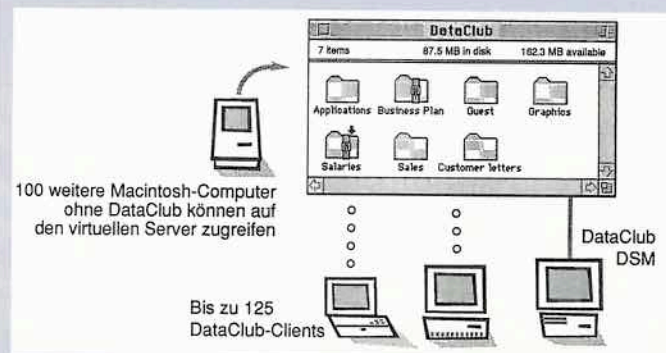 DataClub
7 items 87.5 MB in disk 162.3 MB available
Applications Business Plan Guest Graphics
Salaries Sales Customer letters
100 weitere Macintosh-Computer
ohne DataClub können auf
den virtuellen Server zugreifen
DataClub
DSM
Bis zu 125
DataClub-Clients